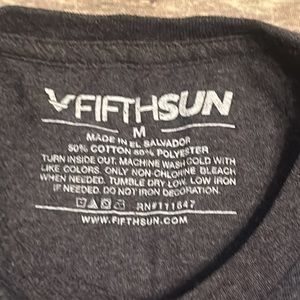 FIFTHSUN
M
MADE IN EL SALVADOR
50% COTTON 50% POLYESTER
TURN INSIDE OUT. MACHINE WASH COLD WITH
LIKE COLORS. ONLY NON-CHLORINE BLEACH
WHEN NEEDED. TUMBLE DRY LOW. LOW IRON
IF NEEDED. DO NOT IRON DECORATION.
RN#111647
WWW.FIFTHSUN.COM